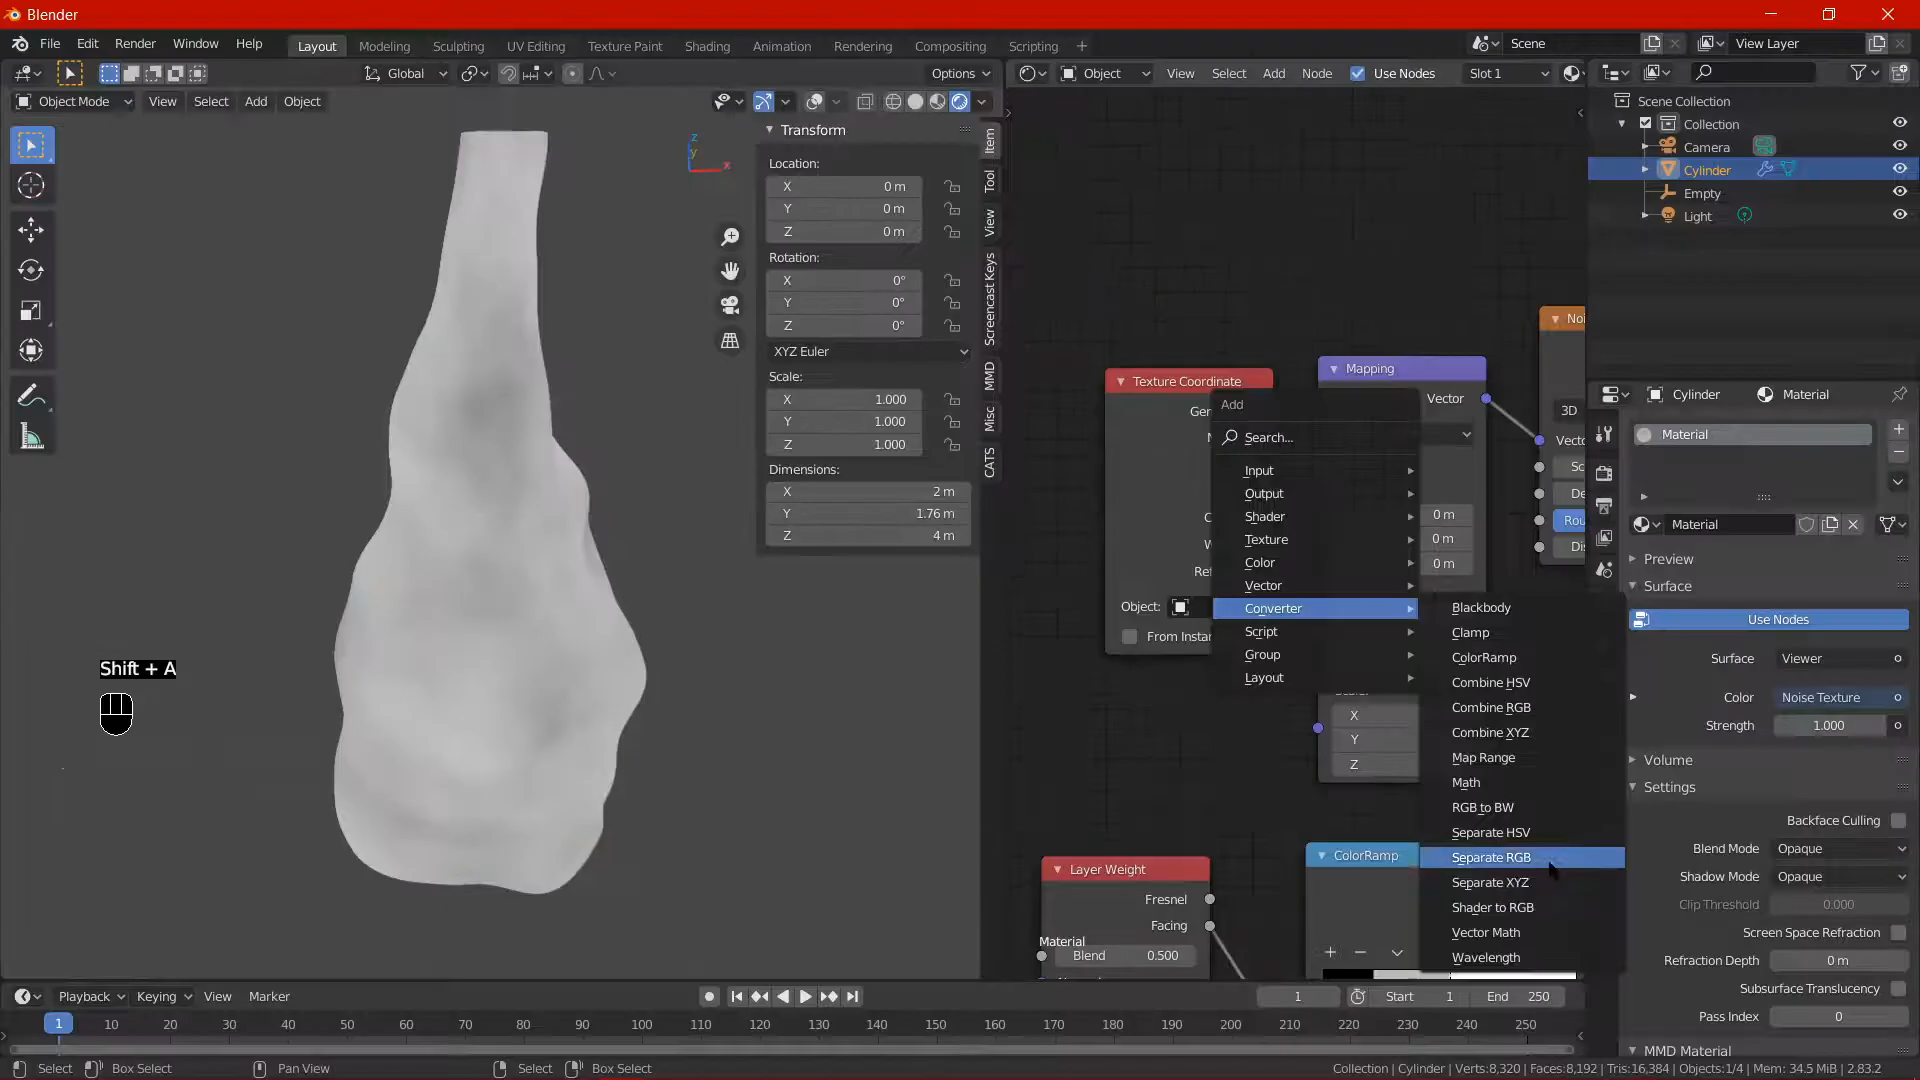 Blender
File Edit Render Window Help Layout Modeling Sculpting UV Editing Texture Paint Shading Animation Rendering Compositing Scripting Scene View Layer
Global Options Object View Select Add Node Use Nodes Slot 1
Object Mode View Select Add Object
Transform
Location:
X 0 m
Y 0 m
Z 0 m
Rotation:
X 0°
Y 0°
Z 0°
XYZ Euler
Scale:
X 1.000
Y 1.000
Z 1.000
Dimensions:
X 2 m
Y 1.76 m
Z 4 m
Item
Tool
View
Screencast Keys
MMD
Misc
CATS
z
y
x
Shift + A
Texture Coordinate
Object:
From Instar
Mapping
Vector
0 m
0 m
0 m
X
Y
Z
Noi
3D
Vecto
Sc
De
Rou
Dis
Add
Search...
Input
Output
Shader
Texture
Color
Vector
Converter
Script
Group
Layout
Blackbody
Clamp
ColorRamp
Combine HSV
Combine RGB
Combine XYZ
Map Range
Math
RGB to BW
Separate HSV
Separate RGB
Separate XYZ
Shader to RGB
Vector Math
Wavelength
Layer Weight
Fresnel
Facing
Material
Blend 0.500
ColorRamp
Scene Collection
Collection
Camera
Cylinder
Empty
Light
Cylinder Material
Material
Material
Preview
Surface
Use Nodes
Surface Viewer
Color Noise Texture
Strength 1.000
Volume
Settings
Backface Culling
Blend Mode Opaque
Shadow Mode Opaque
Clip Threshold 0.000
Screen Space Refraction
Refraction Depth 0 m
Subsurface Translucency
Pass Index 0
MMD Material
Playback Keying View Marker 1 Start 1 End 250
1 10 20 30 40 50 60 70 80 90 100 110 120 130 140 150 160 170 180 190 200 210 220 230 240 250
Select Box Select Pan View Select Box Select Collection | Cylinder | Verts:8,320 | Faces:8,192 | Tris:16,384 | Objects:1/4 | Mem: 34.5 MiB | 2.83.2